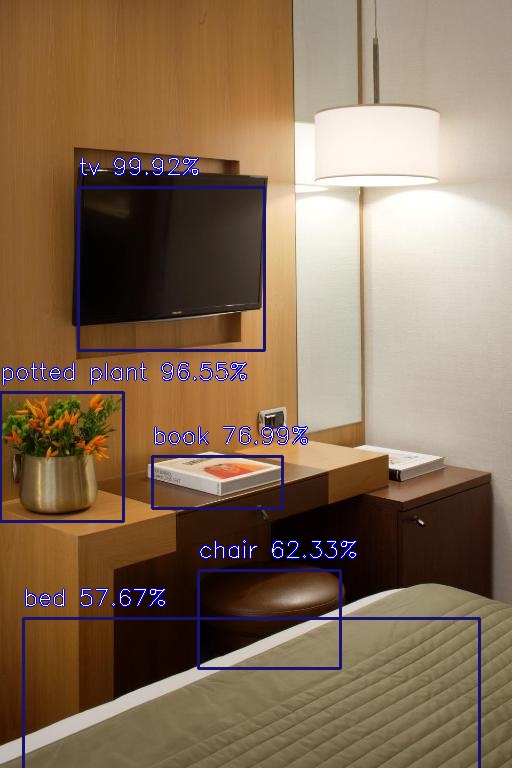 tv 99.92%
potted plant 96.55%
book 76.99%
chair 62.33%
bed 57.67%